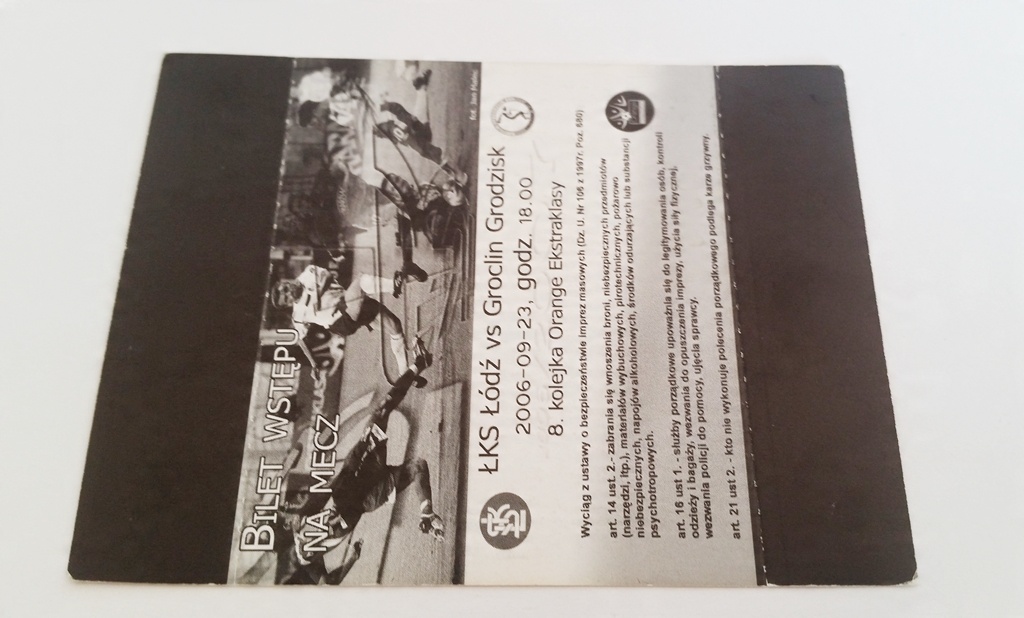 BILET WSTĘPU
NA MECZ
fot.
ŁKS Łódź vs Groclin Grodzisk
2006-09-23, godz. 18.00
8. kolejka Orange Ekstraklasy
ŁKS
Wyciąg z ustawy o bezpieczeństwie imprez masowych (Dz. U. Nr 106 z 1997r. Poz. 680)
art. 14 ust. 2.- zabrania się wnoszenia broni, niebezpiecznych przedmiotów
(narzędzi, itp.), materiałów wybuchowych, pirotechnicznych, pożarowo
niebezpiecznych, napojów alkoholowych, środków odurzających lub substancji
psychotropowych.
art. 16 ust 1. - służby porządkowe upoważnia się do legitymowania osób, kontroli
odzieży i bagaży, wezwania do opuszczenia imprezy, użycia siły fizycznej,
wezwania policji do pomocy, ujęcia sprawcy.
art. 21 ust 2. - kto nie wykonuje polecenia porządkowego podlega karze grzywny.